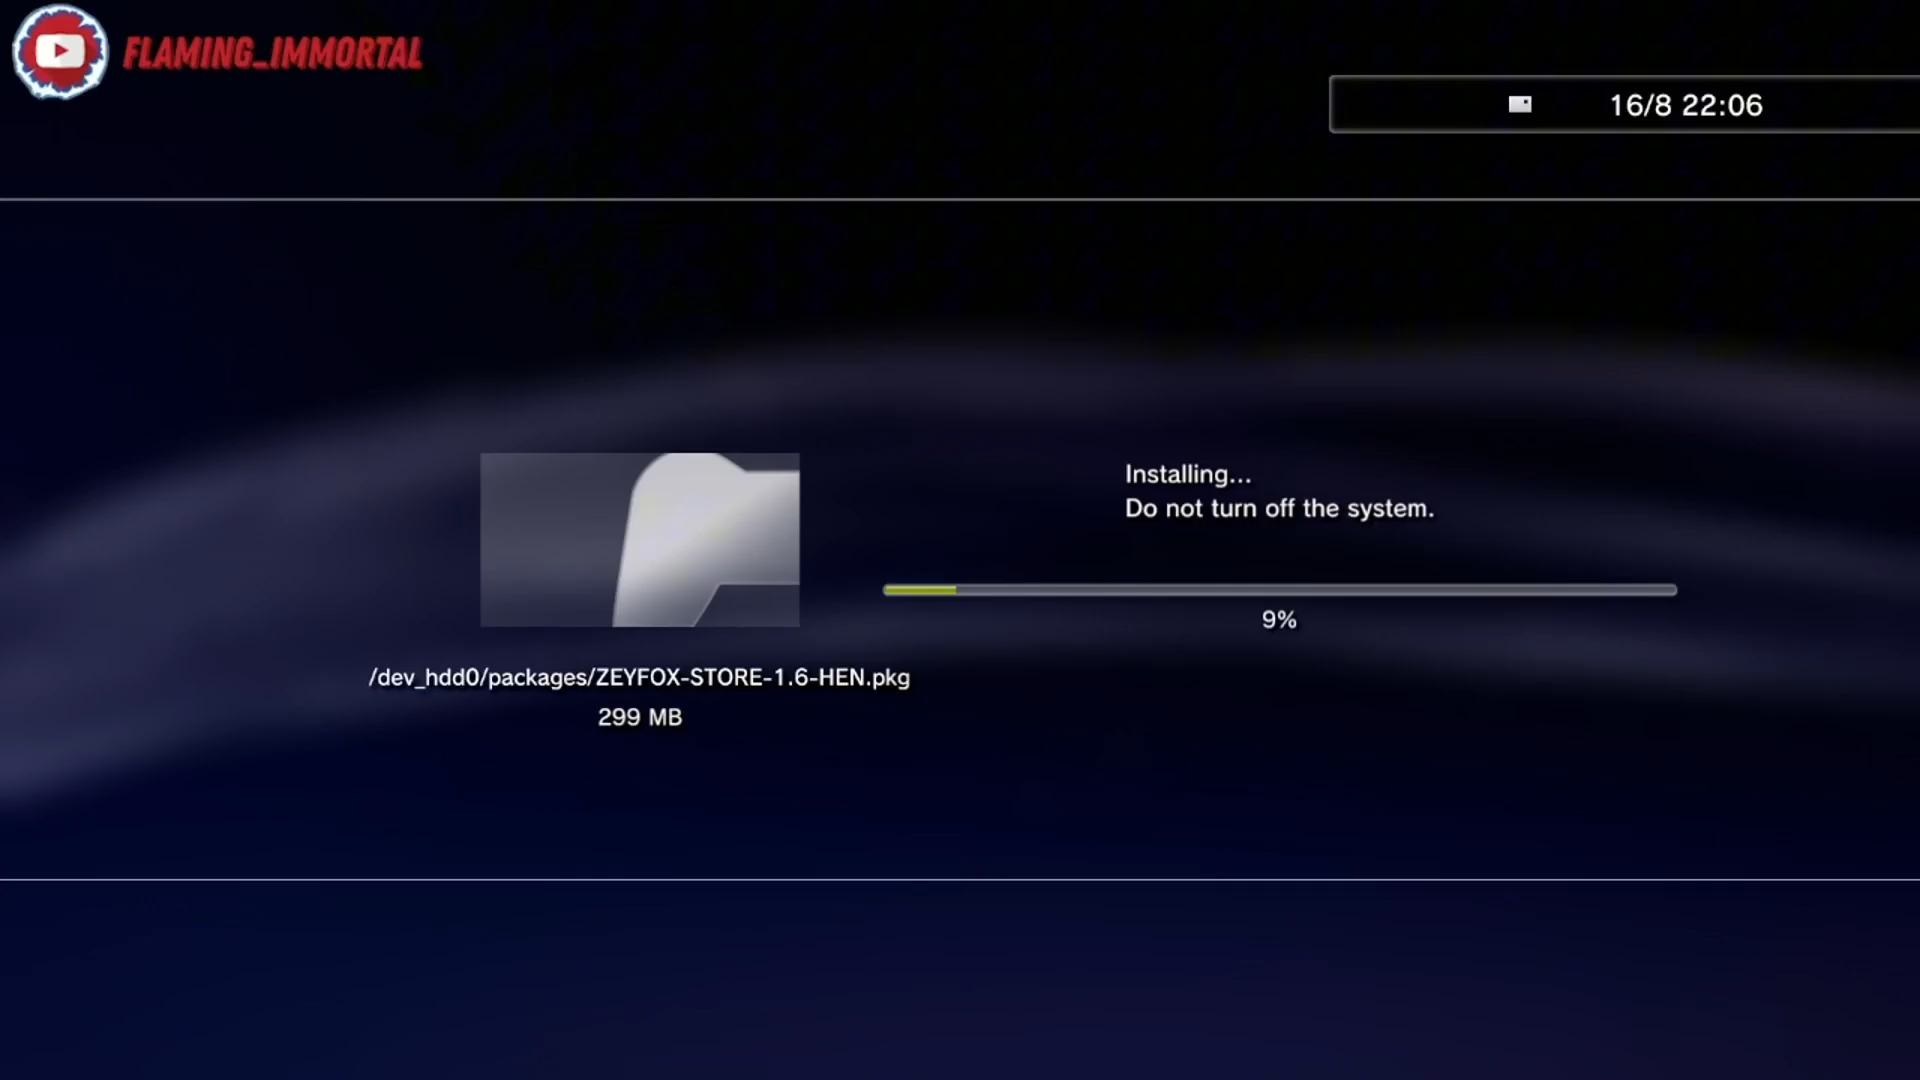 FLAMING_IMMORTAL
16/8 22:06
Installing...
Do not turn off the system.
9%
/dev_hdd0/packages/ZEYFOX-STORE-1.6-HEN.pkg
299 MB